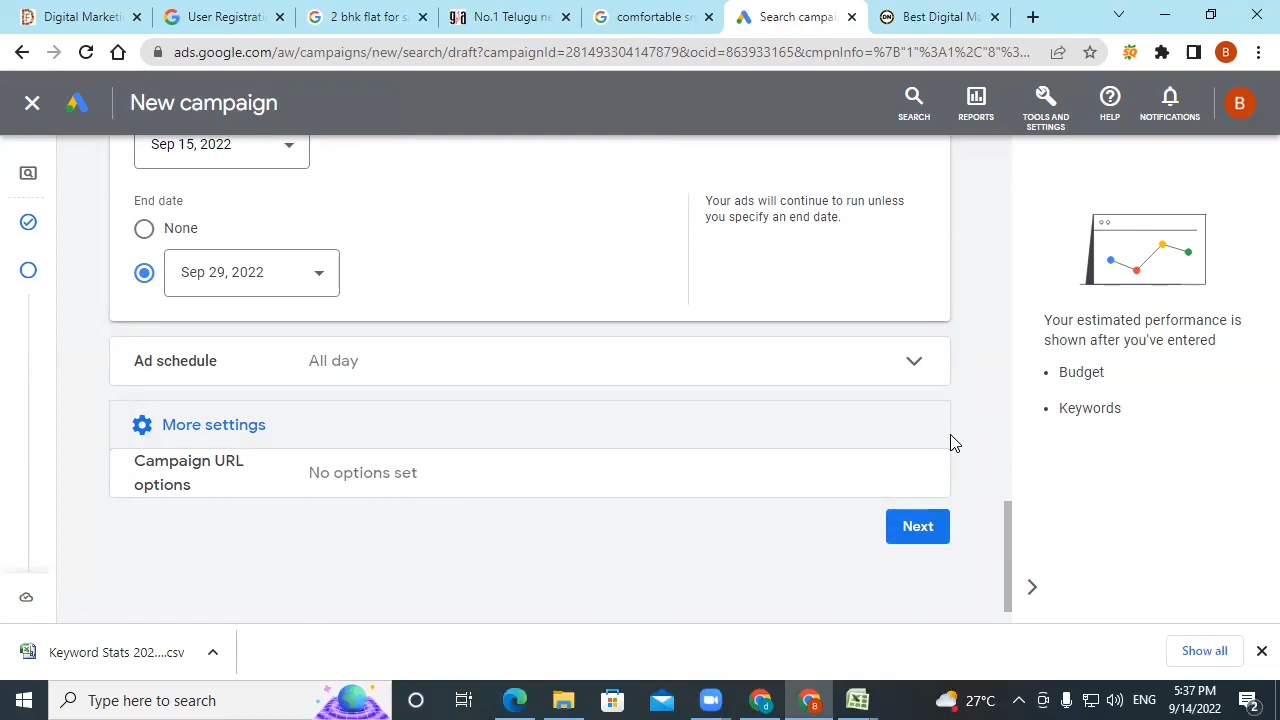 Digital Marketi
User Registrati
2 bhk flat for s
No.1 Telugu ne
comfortable sm
Search campai
Best Digital Ma
ads.google.com/aw/campaigns/new/search/draft?campaignId=281493304147879&ocid=863933163&cmpnInfo=%7B"1"%3A1%2C"8"%3...
B
New campaign
SEARCH
REPORTS
TOOLS AND SETTINGS
HELP
NOTIFICATIONS
B
Sep 15, 2022
End date
None
Sep 29, 2022
Your ads will continue to run unless
you specify an end date.
Ad schedule
All day
More settings
Campaign URL
options
No options set
Next
Your estimated performance is
shown after you've entered
• Budget
• Keywords
Keyword Stats 202....csv
Show all
Type here to search
27°C
ENG
5:37 PM
9/14/2022
2